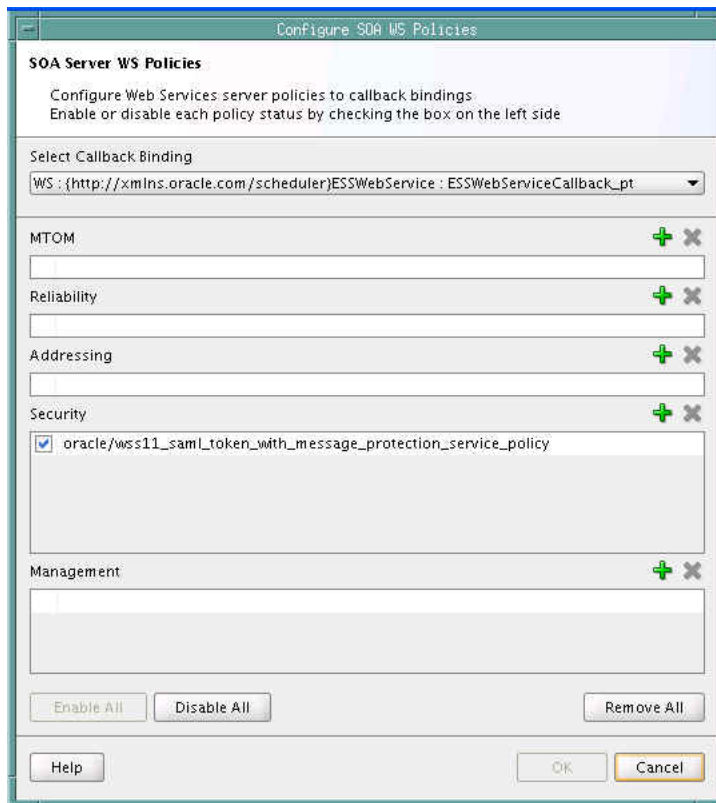 Configure SOA WS Policies
SOA Server WS Policies
Configure Web Services server policies to callback bindings
Enable or disable each policy status by checking the box on the left side
Select Callback Binding
WS : {http://xmlns.oracle.com/scheduler}ESSWebService : ESSWebServiceCallback_pt
MTOM
Reliability
Addressing
Security
oracle/wss11_saml_token_with_message_protection_service_policy
Management
Enable All Disable All Remove All
Help OK Cancel